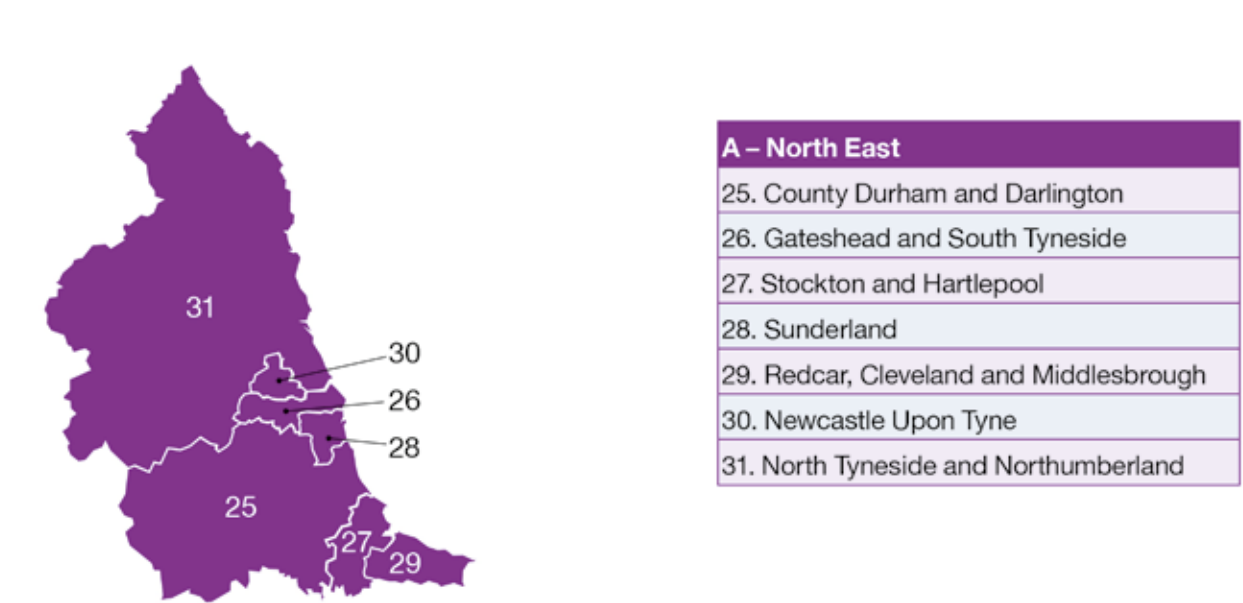 31
30
26
28
25
27
29
A – North East
25. County Durham and Darlington
26. Gateshead and South Tyneside
27. Stockton and Hartlepool
28. Sunderland
29. Redcar, Cleveland and Middlesbrough
30. Newcastle Upon Tyne
31. North Tyneside and Northumberland